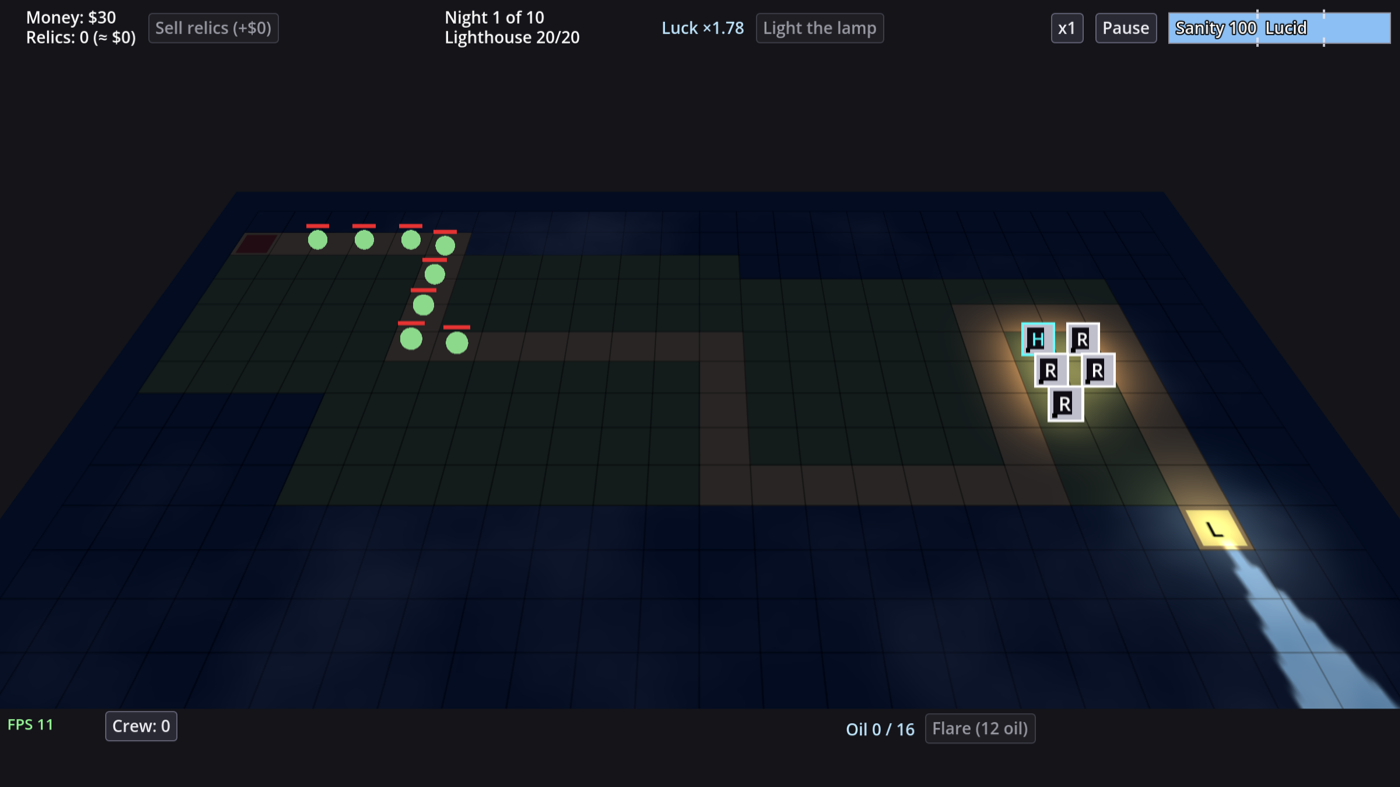 Money: $30
Relics: 0 (≈ $0)
Sell relics (+$0)
Night 1 of 10
Lighthouse 20/20
Luck ×1.78
Light the lamp
x1
Pause
Sanity 100 Lucid
H
R
R
R
R
L
FPS 11
Crew: 0
Oil 0 / 16
Flare (12 oil)